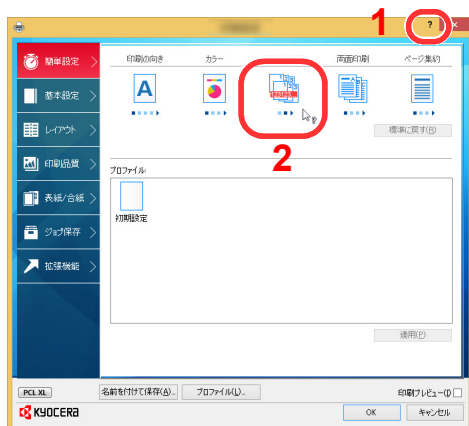 1
?
簡単設定
基本設定
レイアウト
印刷品質
表紙/合紙
ジョブ保存
拡張機能
印刷の向き
カラー
両面印刷
ページ集約
A
123
123
123123
2
標準に戻す(R)
プロファイル:
初期設定
適用(P)
PCL XL
名前を付けて保存(A)...
プロファイル(L)...
印刷プレビュー(I)
KYOCERA
OK
キャンセル